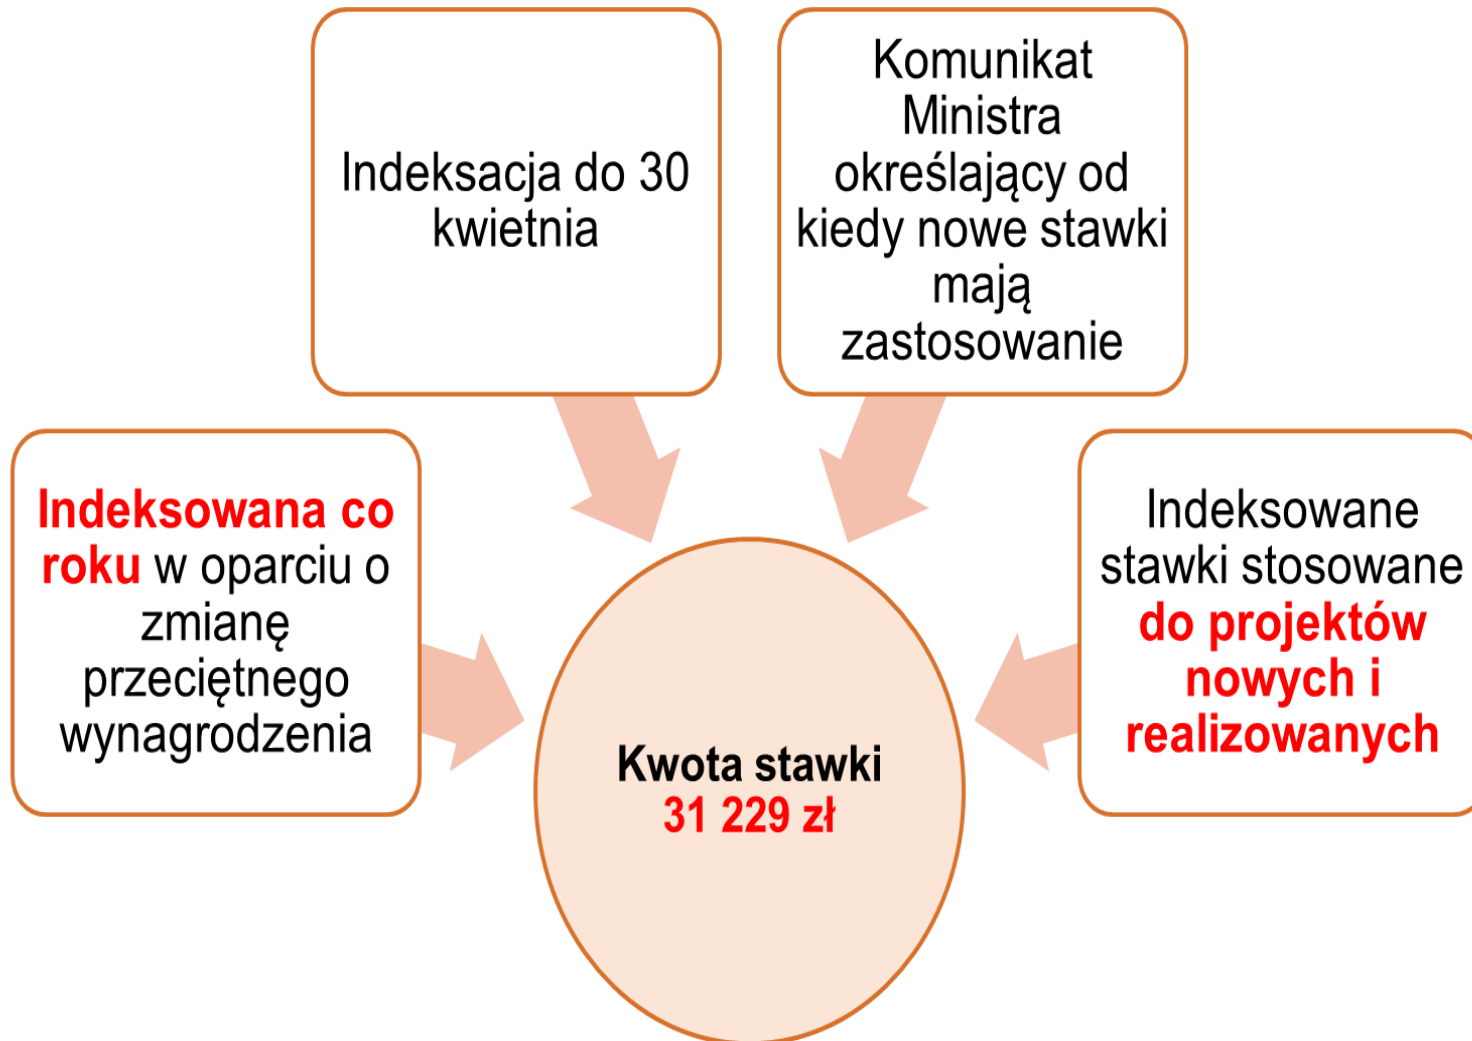 Indeksacja do 30
kwietnia
Komunikat
Ministra
określający od
kiedy nowe stawki
mają
zastosowanie
Indeksowana co
roku w oparciu o
zmianę
przeciętnego
wynagrodzenia
Indeksowane
stawki stosowane
do projektów
nowych i
realizowanych
Kwota stawki
31 229 zł